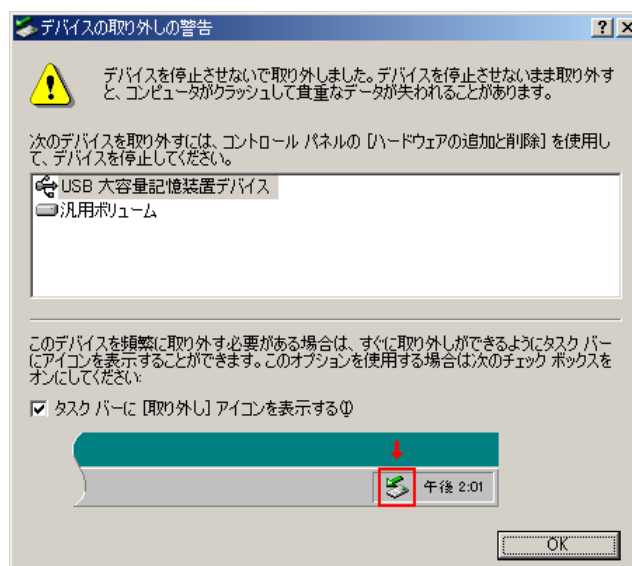 デバイスの取り外しの警告
デバイスを停止させないで取り外しました。デバイスを停止させないまま取り外す
と、コンピュータがクラッシュして貴重なデータが失われることがあります。
次のデバイスを取り外すには、コントロール パネルの [ハードウェアの追加と削除] を使用し
て、デバイスを停止してください。
USB 大容量記憶装置デバイス
汎用ボリューム
このデバイスを頻繁に取り外す必要がある場合は、すぐに取り外しができるようにタスク バー
にアイコンを表示することができます。このオプションを使用する場合は次のチェック ボックスを
オンにしてください:
タスク バーに [取り外し] アイコンを表示する(I)
午後 2:01
OK